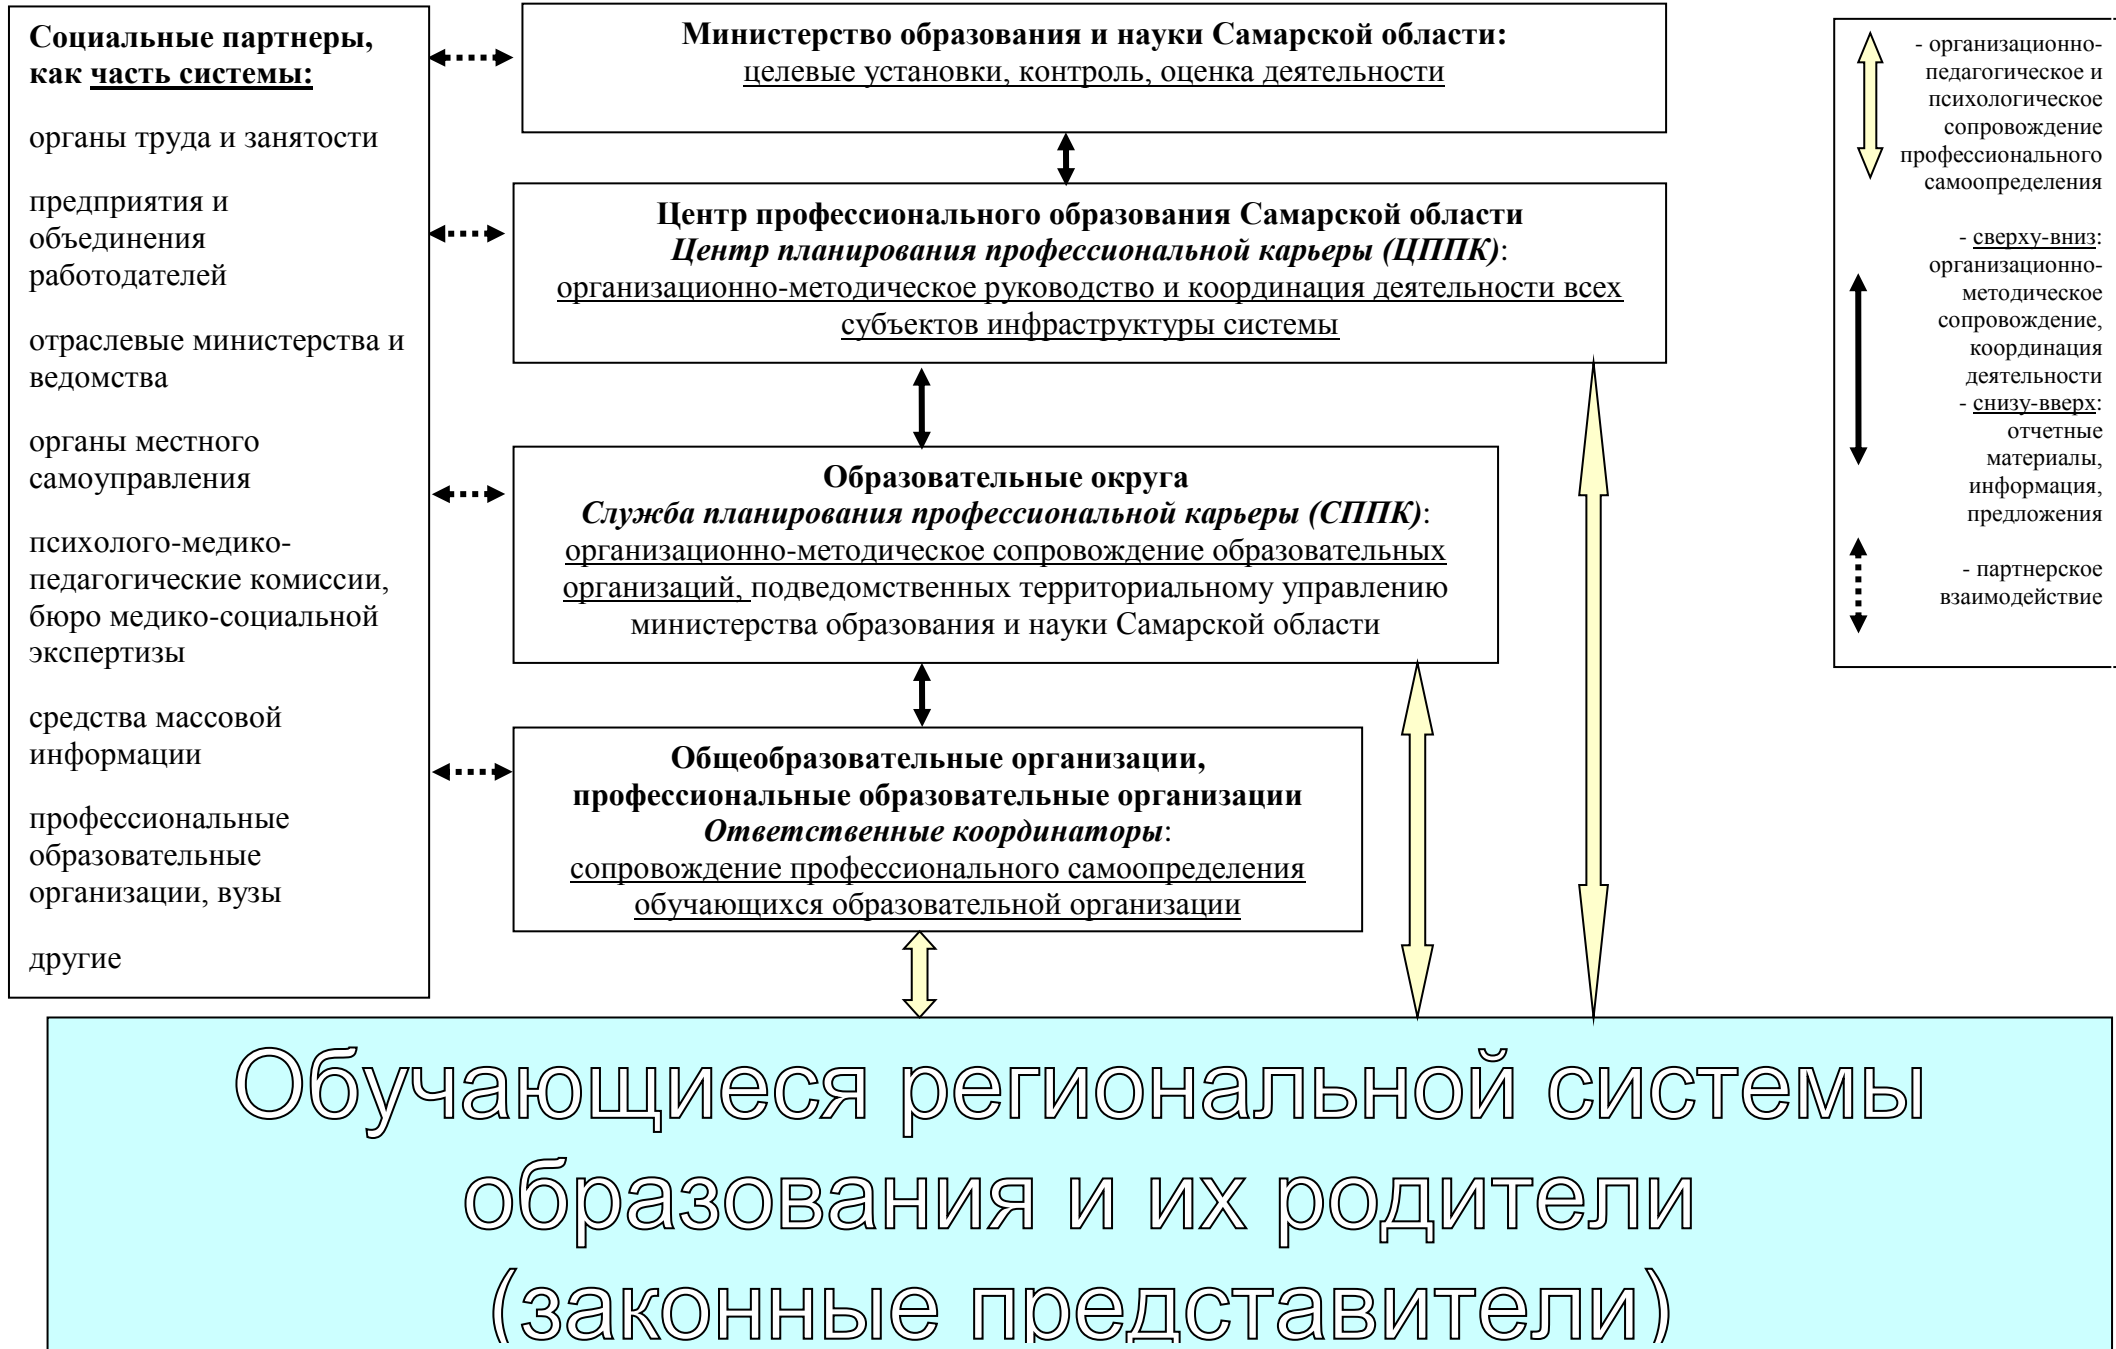 Социальные партнеры,
как часть системы:
органы труда и занятости
предприятия и
объединения
работодателей
отраслевые министерства и
ведомства
органы местного
самоуправления
психолого-медико-
педагогические комиссии,
бюро медико-социальной
экспертизы
средства массовой
информации
профессиональные
образовательные
организации, вузы
другие
Министерство образования и науки Самарской области:
целевые установки, контроль, оценка деятельности
Центр профессионального образования Самарской области
Центр планирования профессиональной карьеры (ЦППК):
организационно-методическое руководство и координация деятельности всех
субъектов инфраструктуры системы
Образовательные округа
Служба планирования профессиональной карьеры (СППК):
организационно-методическое сопровождение образовательных
организаций, подведомственных территориальному управлению
министерства образования и науки Самарской области
Общеобразовательные организации,
профессиональные образовательные организации
Ответственные координаторы:
сопровождение профессионального самоопределения
обучающихся образовательной организации
- организационно-
педагогическое и
психологическое
сопровождение
профессионального
самоопределения
- сверху-вниз:
организационно-
методическое
сопровождение,
координация
деятельности
- снизу-вверх:
отчетные
материалы,
информация,
предложения
- партнерское
взаимодействие
Обучающиеся региональной системы
образования и их родители
(законные представители)